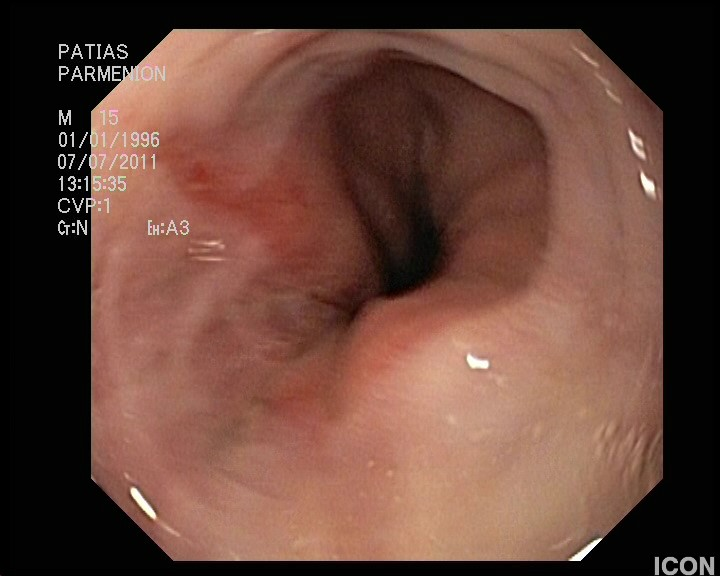 PATIAS
PARMENION
M 15
01/01/1996
07/07/2011
13:15:35
CVP:1
Cr:N EH:A3
ICON